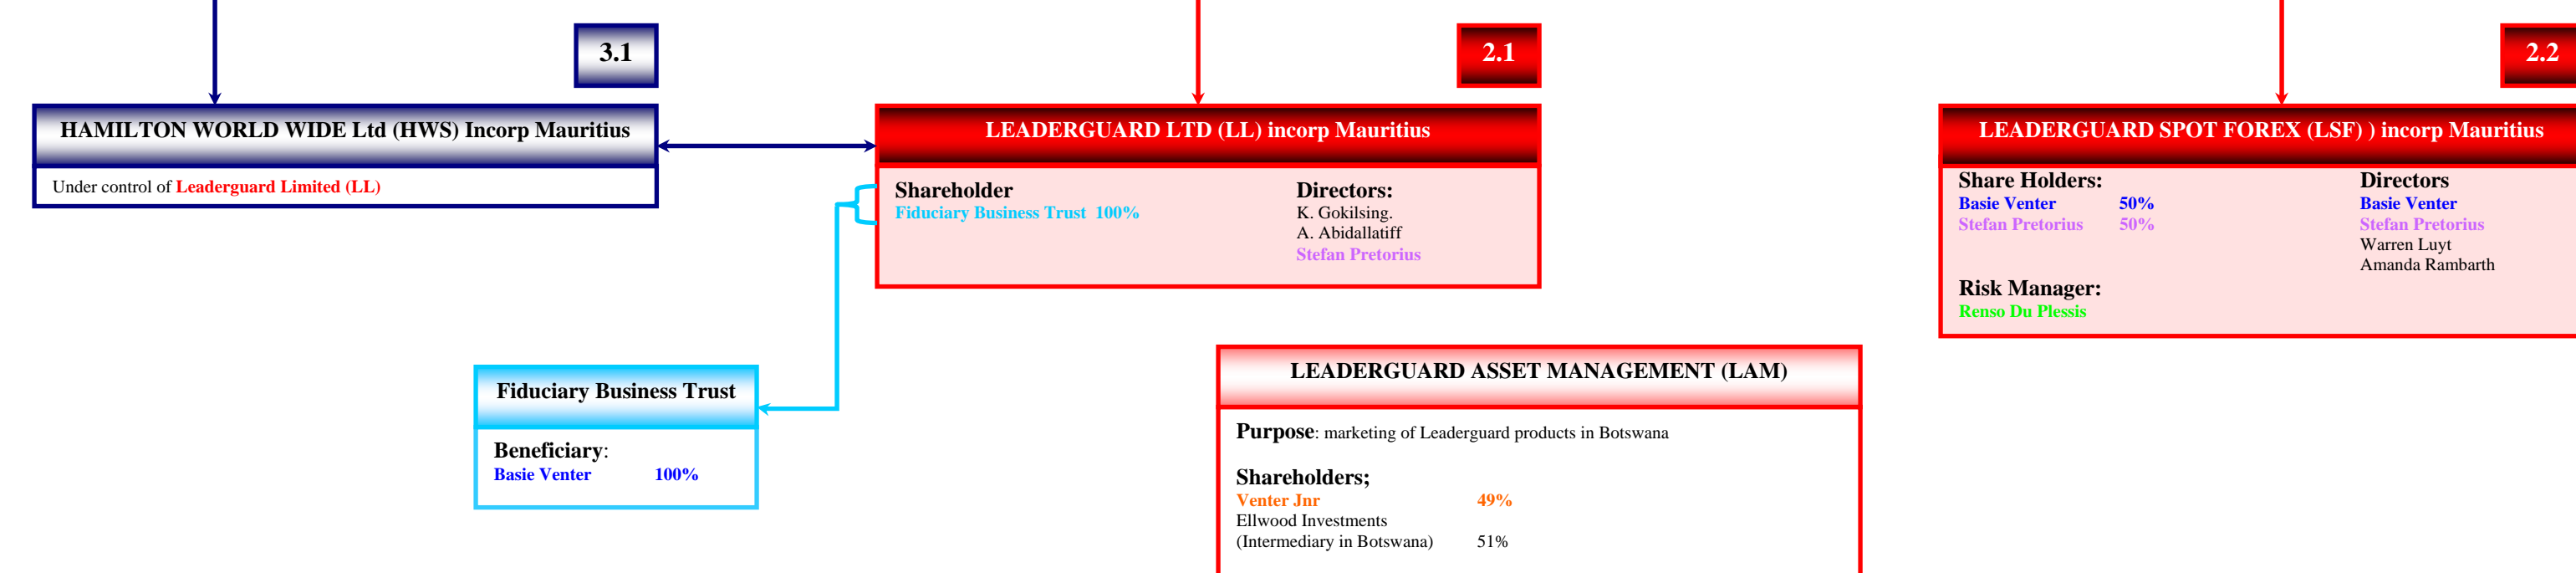 3.1
HAMILTON WORLD WIDE Ltd (HWS) Incorp Mauritius
Under control of Leaderguard Limited (LL)
2.1
LEADERGUARD LTD (LL) incorp Mauritius
Shareholder
Fiduciary Business Trust 100%
Directors:
K. Gokilsing.
A. Abidallatiff
Stefan Pretorius
2.2
LEADERGUARD SPOT FOREX (LSF) ) incorp Mauritius
Share Holders:
Basie Venter 50%
Stefan Pretorius 50%
Directors
Basie Venter
Stefan Pretorius
Warren Luyt
Amanda Rambarth
Risk Manager:
Renso Du Plessis
Fiduciary Business Trust
Beneficiary:
Basie Venter 100%
LEADERGUARD ASSET MANAGEMENT (LAM)
Purpose: marketing of Leaderguard products in Botswana
Shareholders;
Venter Jnr 49%
Ellwood Investments
(Intermediary in Botswana) 51%